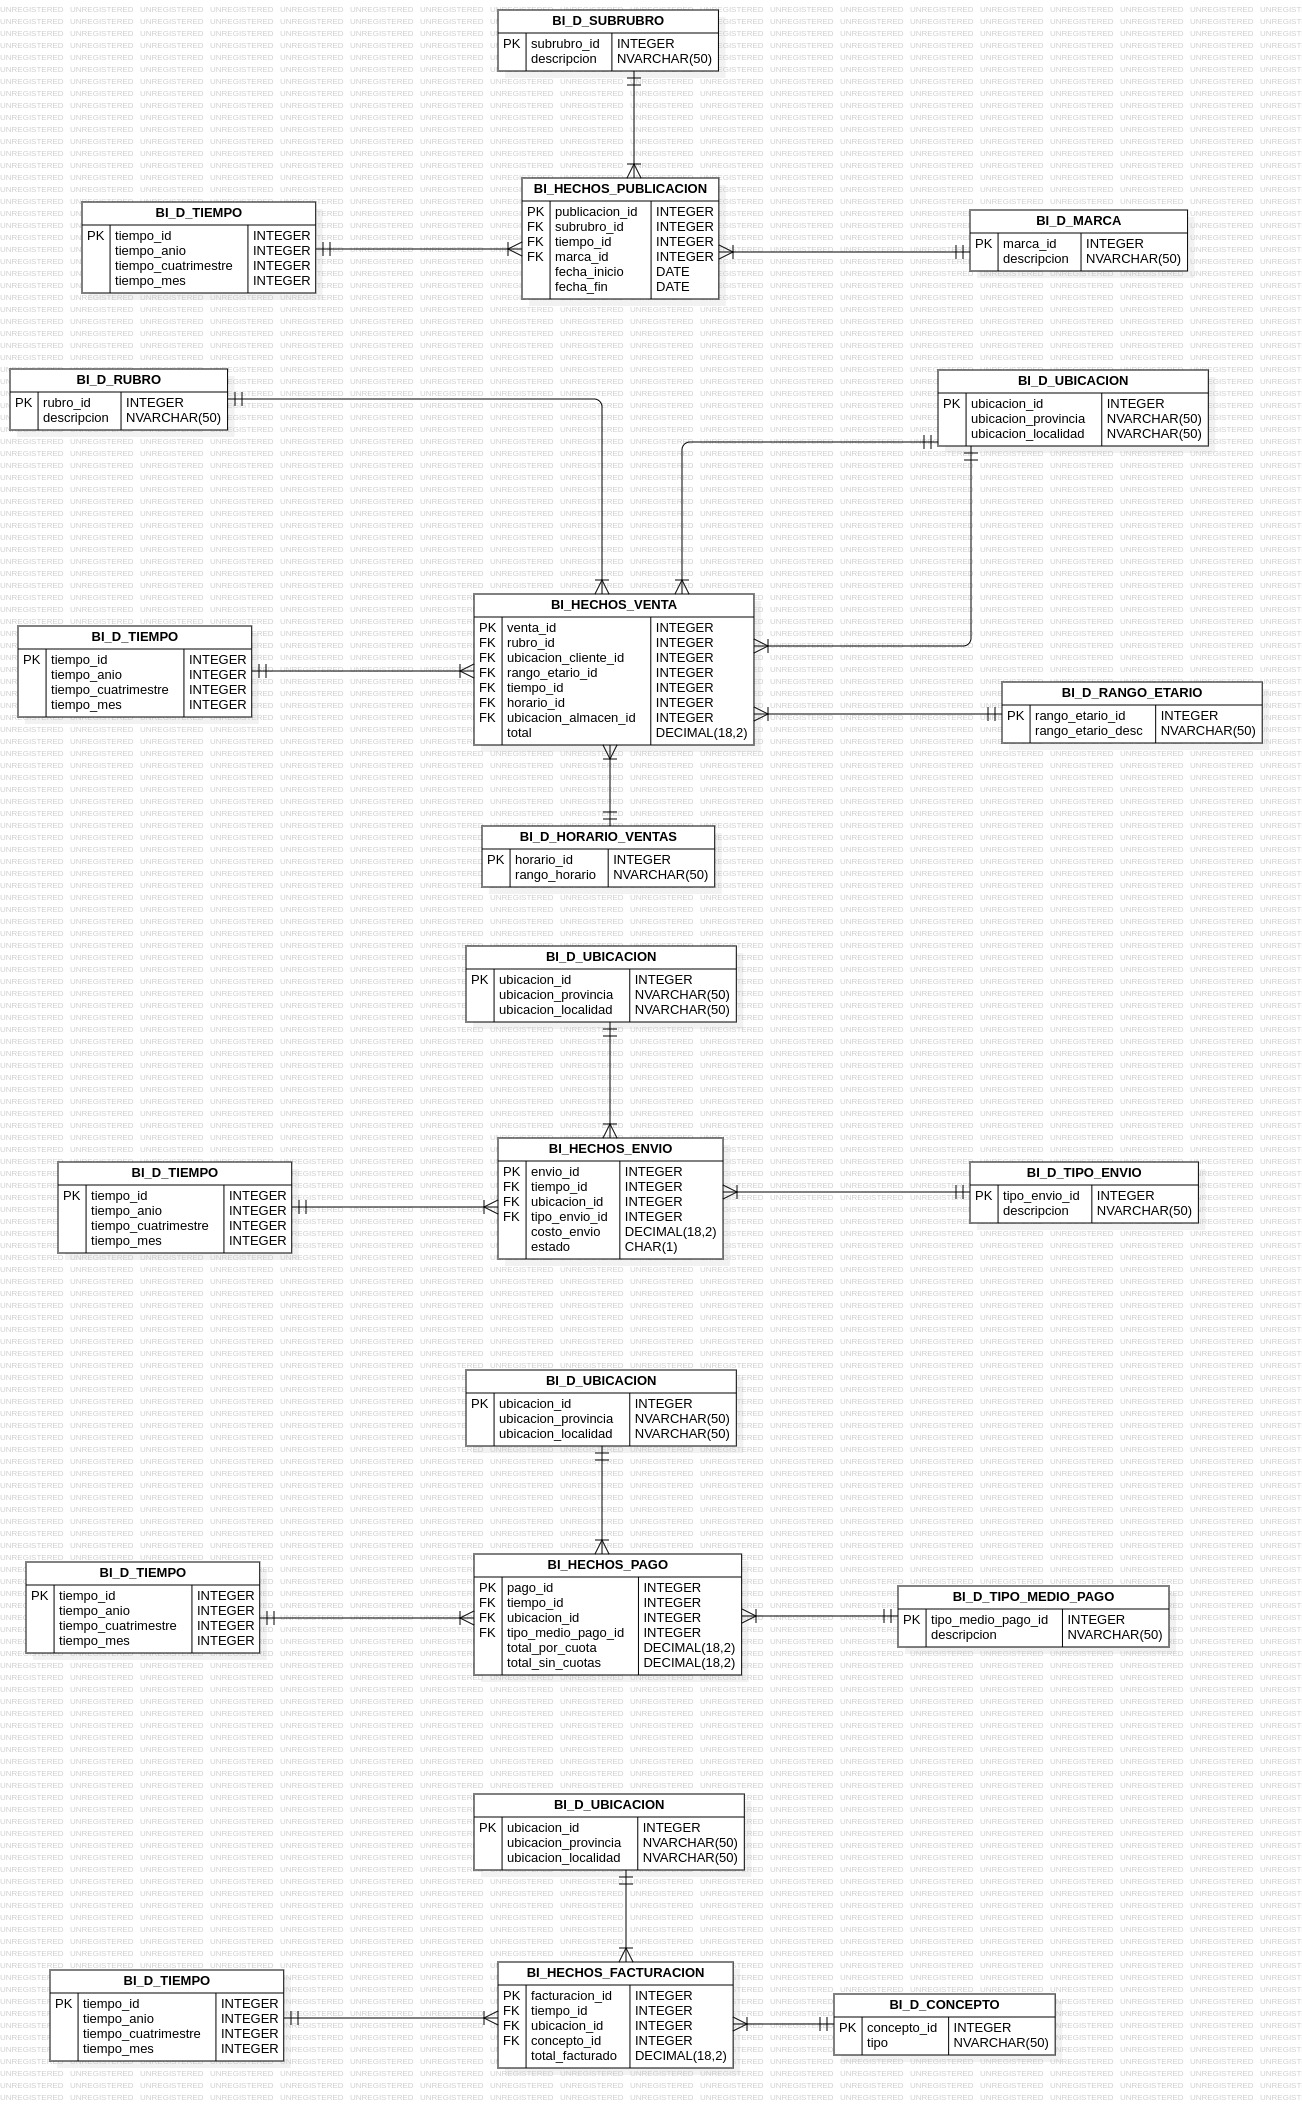 BI_D_SUBRUBRO
PK subrubro_id INTEGER
descripcion NVARCHAR(50)
BI_HECHOS_PUBLICACION
PK publicacion_id INTEGER
FK subrubro_id INTEGER
FK tiempo_id INTEGER
FK marca_id INTEGER
fecha_inicio DATE
fecha_fin DATE
BI_D_TIEMPO
PK tiempo_id INTEGER
tiempo_anio INTEGER
tiempo_cuatrimestre INTEGER
tiempo_mes INTEGER
BI_D_MARCA
PK marca_id INTEGER
descripcion NVARCHAR(50)
BI_D_RUBRO
PK rubro_id INTEGER
descripcion NVARCHAR(50)
BI_D_UBICACION
PK ubicacion_id INTEGER
ubicacion_provincia NVARCHAR(50)
ubicacion_localidad NVARCHAR(50)
BI_HECHOS_VENTA
PK venta_id INTEGER
FK rubro_id INTEGER
FK ubicacion_cliente_id INTEGER
FK rango_etario_id INTEGER
FK tiempo_id INTEGER
FK horario_id INTEGER
FK ubicacion_almacen_id INTEGER
total DECIMAL(18,2)
BI_D_TIEMPO
PK tiempo_id INTEGER
tiempo_anio INTEGER
tiempo_cuatrimestre INTEGER
tiempo_mes INTEGER
BI_D_RANGO_ETARIO
PK rango_etario_id INTEGER
rango_etario_desc NVARCHAR(50)
BI_D_HORARIO_VENTAS
PK horario_id INTEGER
rango_horario NVARCHAR(50)
BI_D_UBICACION
PK ubicacion_id INTEGER
ubicacion_provincia NVARCHAR(50)
ubicacion_localidad NVARCHAR(50)
BI_HECHOS_ENVIO
PK envio_id INTEGER
FK tiempo_id INTEGER
FK ubicacion_id INTEGER
FK tipo_envio_id INTEGER
costo_envio DECIMAL(18,2)
estado CHAR(1)
BI_D_TIEMPO
PK tiempo_id INTEGER
tiempo_anio INTEGER
tiempo_cuatrimestre INTEGER
tiempo_mes INTEGER
BI_D_TIPO_ENVIO
PK tipo_envio_id INTEGER
descripcion NVARCHAR(50)
BI_D_UBICACION
PK ubicacion_id INTEGER
ubicacion_provincia NVARCHAR(50)
ubicacion_localidad NVARCHAR(50)
BI_HECHOS_PAGO
PK pago_id INTEGER
FK tiempo_id INTEGER
FK ubicacion_id INTEGER
FK tipo_medio_pago_id INTEGER
total_por_cuota DECIMAL(18,2)
total_sin_cuotas DECIMAL(18,2)
BI_D_TIEMPO
PK tiempo_id INTEGER
tiempo_anio INTEGER
tiempo_cuatrimestre INTEGER
tiempo_mes INTEGER
BI_D_TIPO_MEDIO_PAGO
PK tipo_medio_pago_id INTEGER
descripcion NVARCHAR(50)
BI_D_UBICACION
PK ubicacion_id INTEGER
ubicacion_provincia NVARCHAR(50)
ubicacion_localidad NVARCHAR(50)
BI_HECHOS_FACTURACION
PK facturacion_id INTEGER
FK tiempo_id INTEGER
FK ubicacion_id INTEGER
FK concepto_id INTEGER
total_facturado DECIMAL(18,2)
BI_D_TIEMPO
PK tiempo_id INTEGER
tiempo_anio INTEGER
tiempo_cuatrimestre INTEGER
tiempo_mes INTEGER
BI_D_CONCEPTO
PK concepto_id INTEGER
tipo NVARCHAR(50)
UNREGISTERED